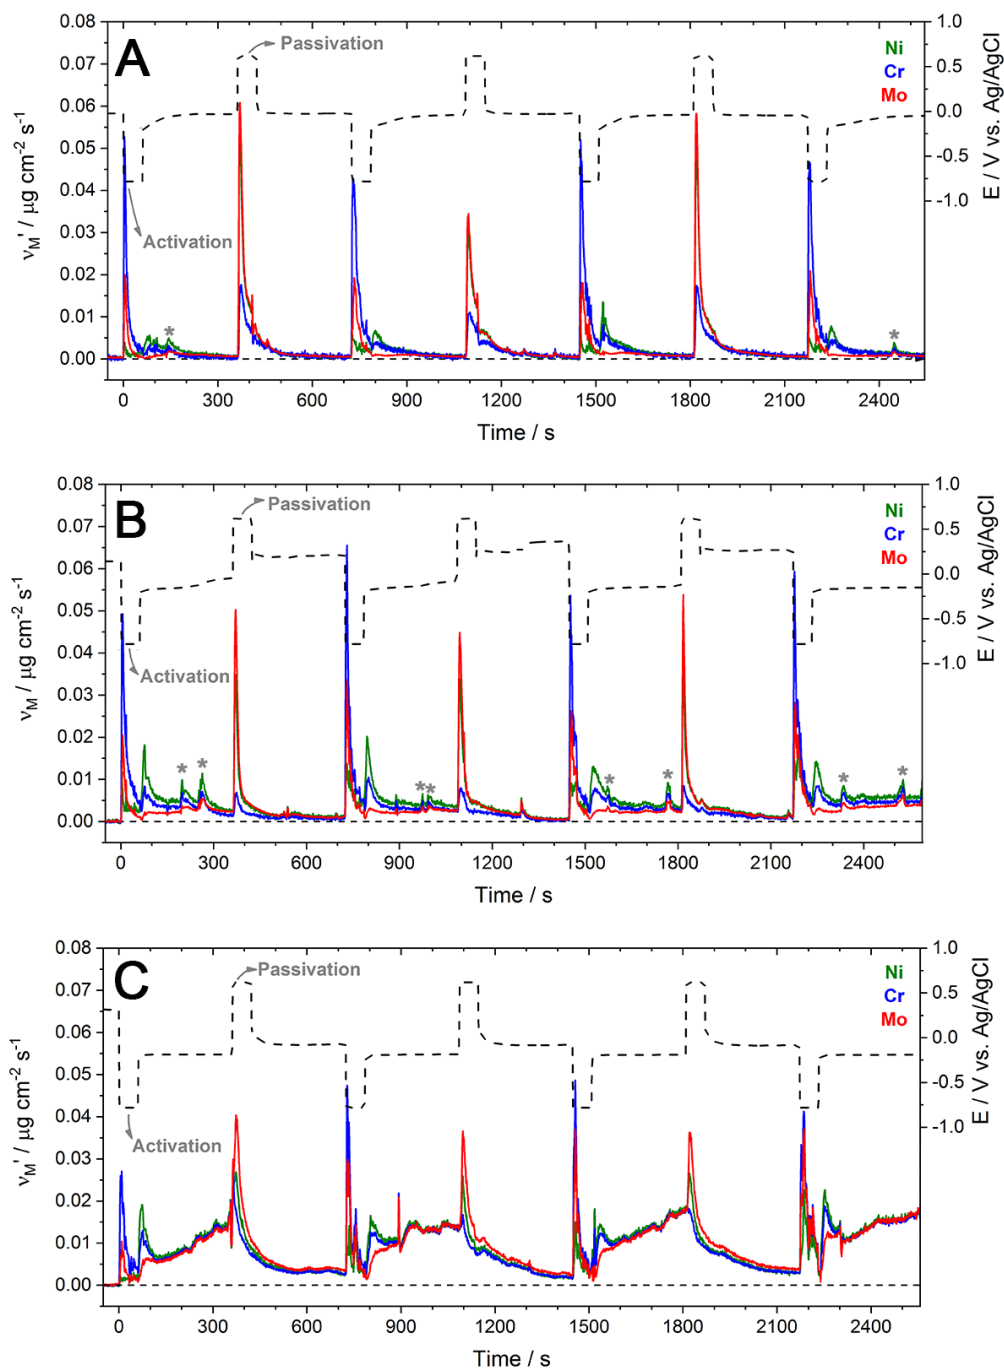 A
Passivation
Activation
Ni
Cr
Mo
0.08
0.07
0.06
0.05
0.04
0.03
0.02
0.01
0.00
νM' / μg cm⁻² s⁻¹
1.0
0.5
0.0
-0.5
-1.0
E / V vs. Ag/AgCl
*
*
0 300 600 900 1200 1500 1800 2100 2400
Time / s
B
Passivation
Activation
Ni
Cr
Mo
0.08
0.07
0.06
0.05
0.04
0.03
0.02
0.01
0.00
νM / μg cm⁻² s⁻¹
1.0
0.5
0.0
-0.5
-1.0
E / V vs. Ag/AgCl
* * ** * * * *
0 300 600 900 1200 1500 1800 2100 2400
Time / s
C
Passivation
Activation
Ni
Cr
Mo
0.08
0.07
0.06
0.05
0.04
0.03
0.02
0.01
0.00
νM' / μg cm⁻² s⁻¹
1.0
0.5
0.0
-0.5
-1.0
E / V vs. Ag/AgCl
0 300 600 900 1200 1500 1800 2100 2400
Time / s